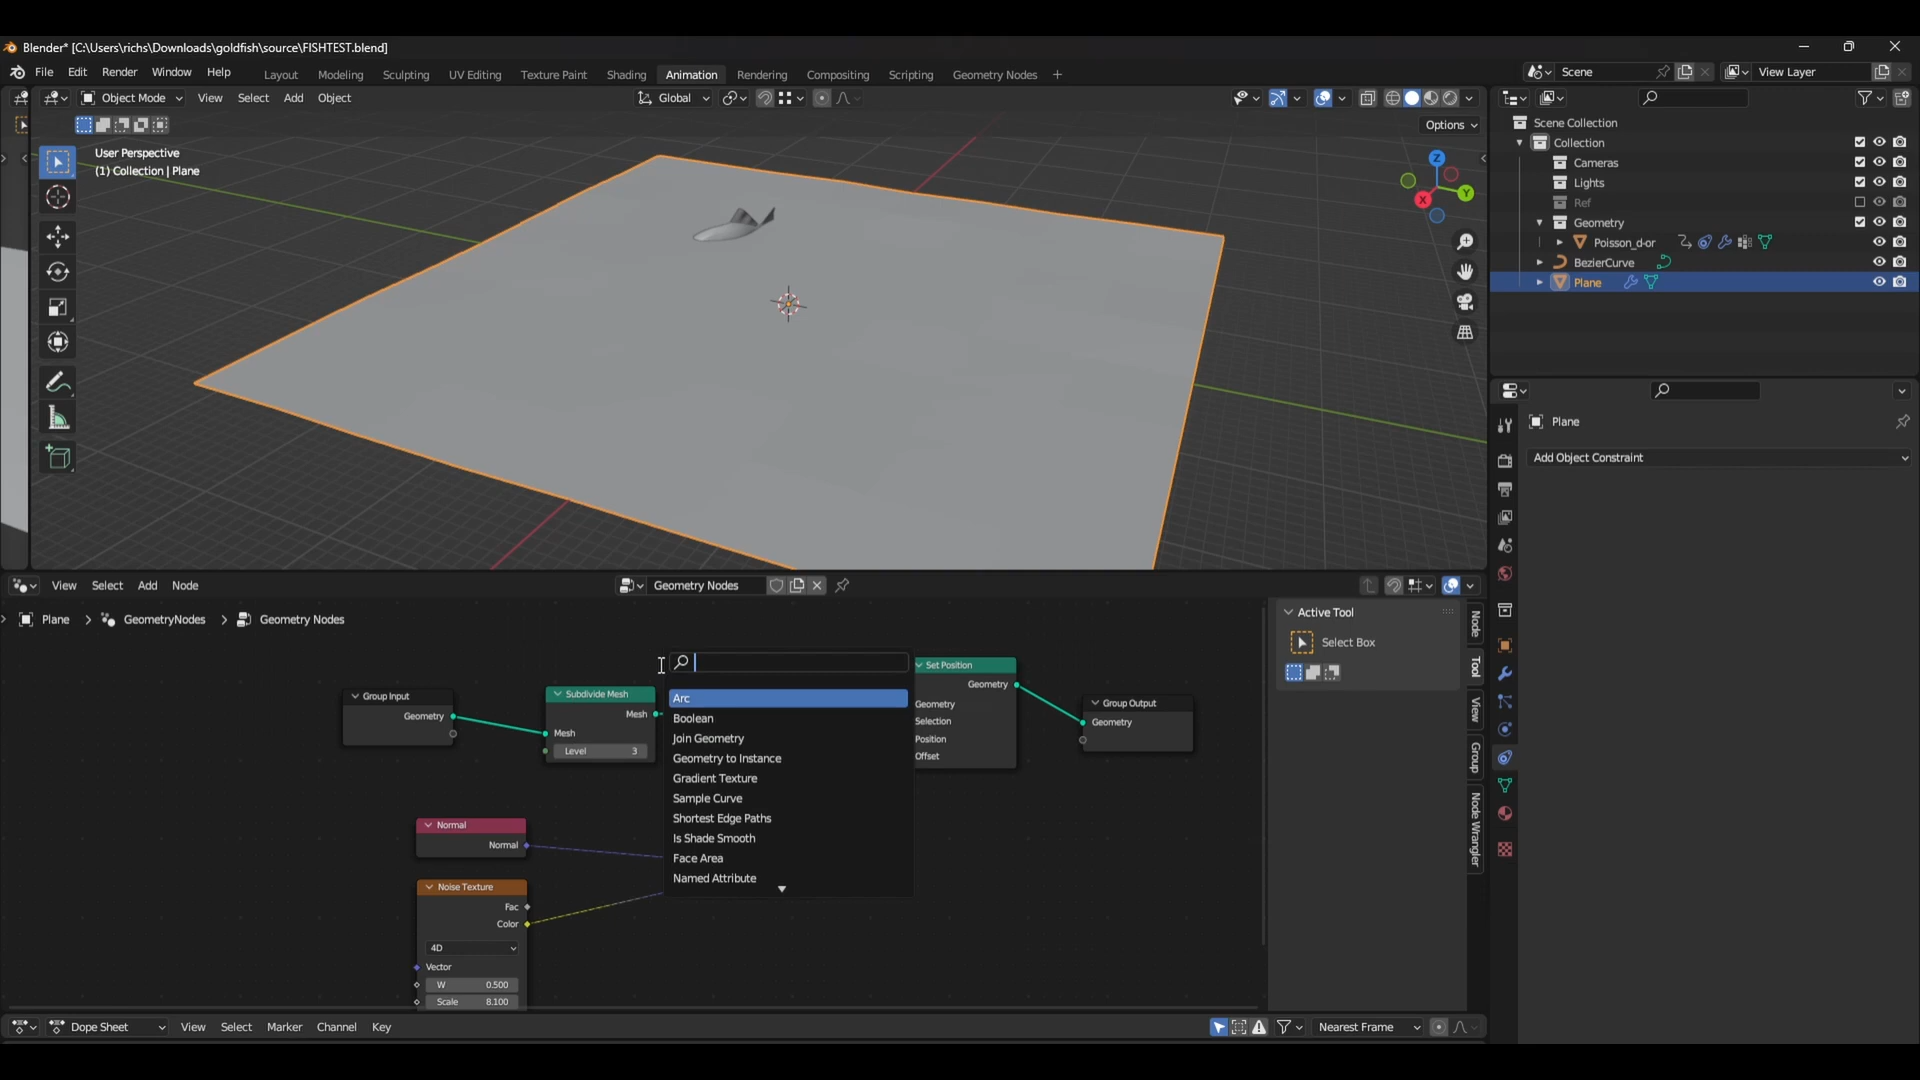 Blender* [C:\Users\richs\Downloads\goldfish\source\FISHTEST.blend]
File Edit Render Window Help
Layout Modeling Sculpting UV Editing Texture Paint Shading Animation Rendering Compositing Scripting Geometry Nodes +
Scene
View Layer
Object Mode View Select Add Object
Global
Options
User Perspective
(1) Collection | Plane
Z
Y
X
Scene Collection
Collection
Cameras
Lights
Ref
Geometry
Poisson_d-or
BezierCurve
Plane
Plane
Add Object Constraint
View Select Add Node
Geometry Nodes
Plane > GeometryNodes > Geometry Nodes
Group Input
Geometry
Subdivide Mesh
Mesh
Mesh
Level 3
Arc
Boolean
Join Geometry
Geometry to Instance
Gradient Texture
Sample Curve
Shortest Edge Paths
Is Shade Smooth
Face Area
Named Attribute
Set Position
Geometry
Geometry
Selection
Position
Offset
Group Output
Geometry
Normal
Normal
Noise Texture
Fac
Color
4D
Vector
W 0.500
Scale 8.100
Active Tool
Select Box
Node
Tool
View
Group
Node Wrangler
Dope Sheet View Select Marker Channel Key
Nearest Frame